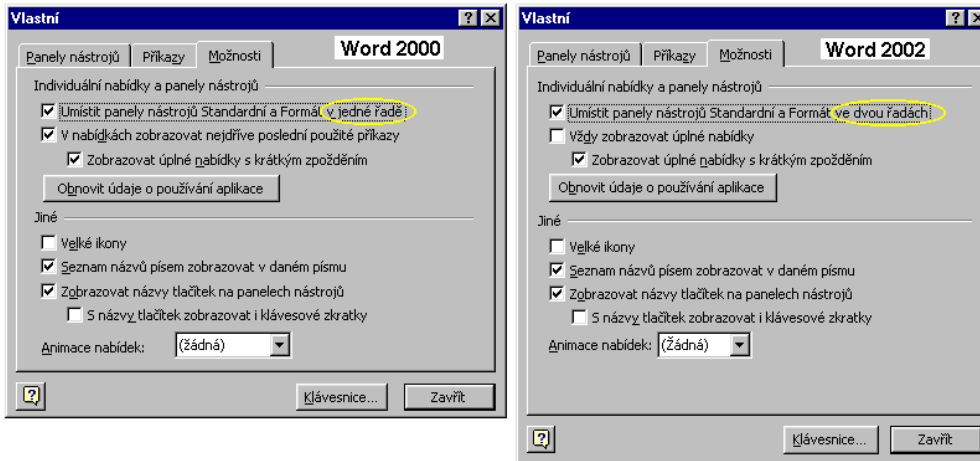 Vlastní
Panely nástrojů
Příkazy
Možnosti
Word 2000
Individuální nabídky a panely nástrojů
Umístit panely nástrojů Standardní a Formát v jedné řadě
V nabídkách zobrazovat nejdříve poslední použité příkazy
Zobrazovat úplné nabídky s krátkým zpožděním
Obnovit údaje o používání aplikace
Jiné
Velké ikony
Seznam názvů písem zobrazovat v daném písmu
Zobrazovat názvy tlačítek na panelech nástrojů
S názvy tlačítek zobrazovat i klávesové zkratky
Animace nabídek:
(žádná)
Klávesnice...
Zavřít
Vlastní
Panely nástrojů
Příkazy
Možnosti
Word 2002
Individuální nabídky a panely nástrojů
Umístit panely nástrojů Standardní a Formát ve dvou řadách
Vždy zobrazovat úplné nabídky
Zobrazovat úplné nabídky s krátkým zpožděním
Obnovit údaje o používání aplikace
Jiné
Velké ikony
Seznam názvů písem zobrazovat v daném písmu
Zobrazovat názvy tlačítek na panelech nástrojů
S názvy tlačítek zobrazovat i klávesové zkratky
Animace nabídek:
(Žádná)
Klávesnice...
Zavřít